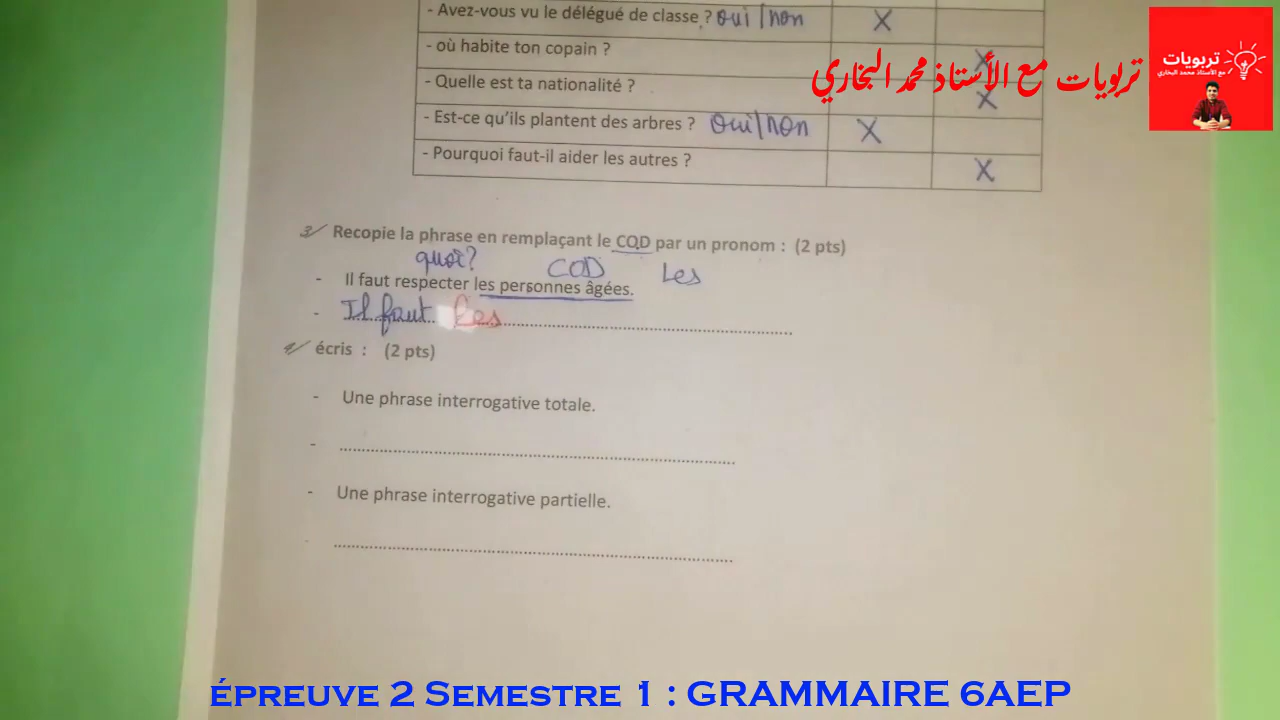 - Avez-vous vu le délégué de classe ? oui/non X
- où habite ton copain ? X
تربويات مع الأستاذ محمد البخاري
تربويات
مع الأستاذ محمد البخاري
- Quelle est ta nationalité ? X
- Est-ce qu'ils plantent des arbres ? oui/non X
- Pourquoi faut-il aider les autres ? X
3/ Recopie la phrase en remplaçant le COD par un pronom : (2 pts)
quoi? COD Les
- Il faut respecter les personnes âgées.
- Il faut les
4/ écris : (2 pts)
- Une phrase interrogative totale.
-
- Une phrase interrogative partielle.
-
épreuve 2 Semestre 1 : GRAMMAIRE 6AEP